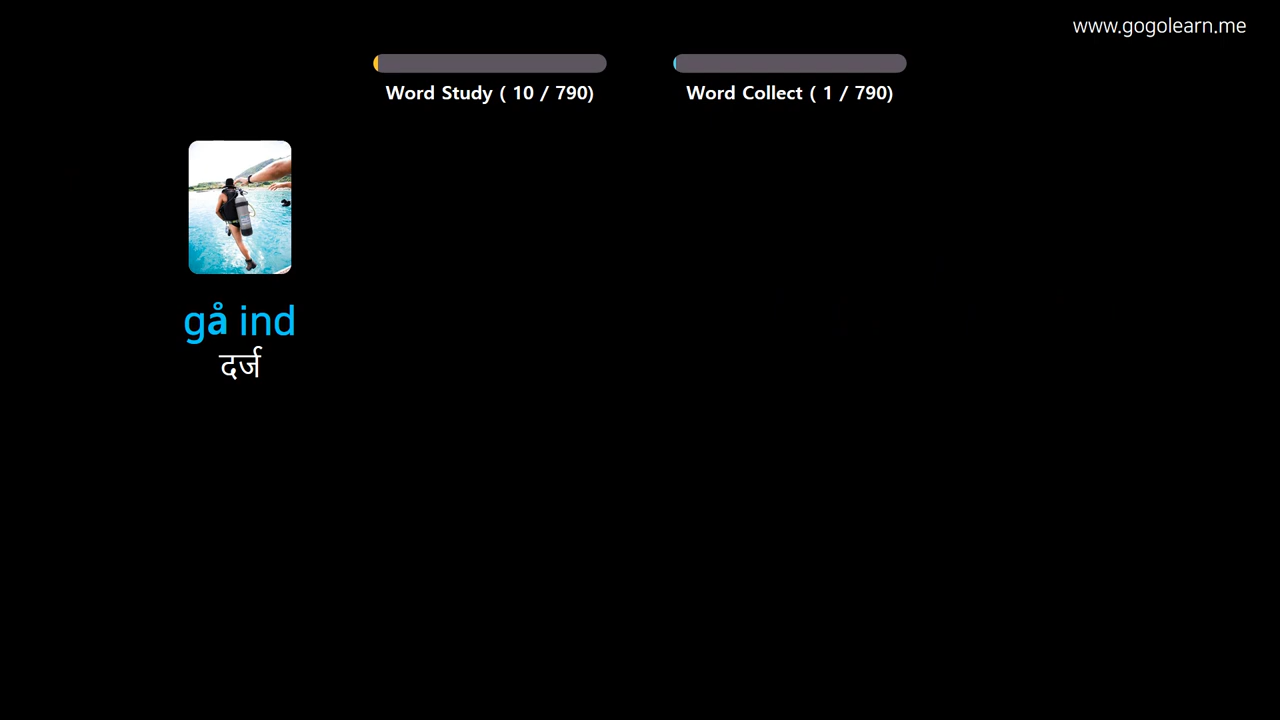 www.gogolearn.me
Word Study ( 10 / 790)
Word Collect ( 1 / 790)
gå ind
दर्ज